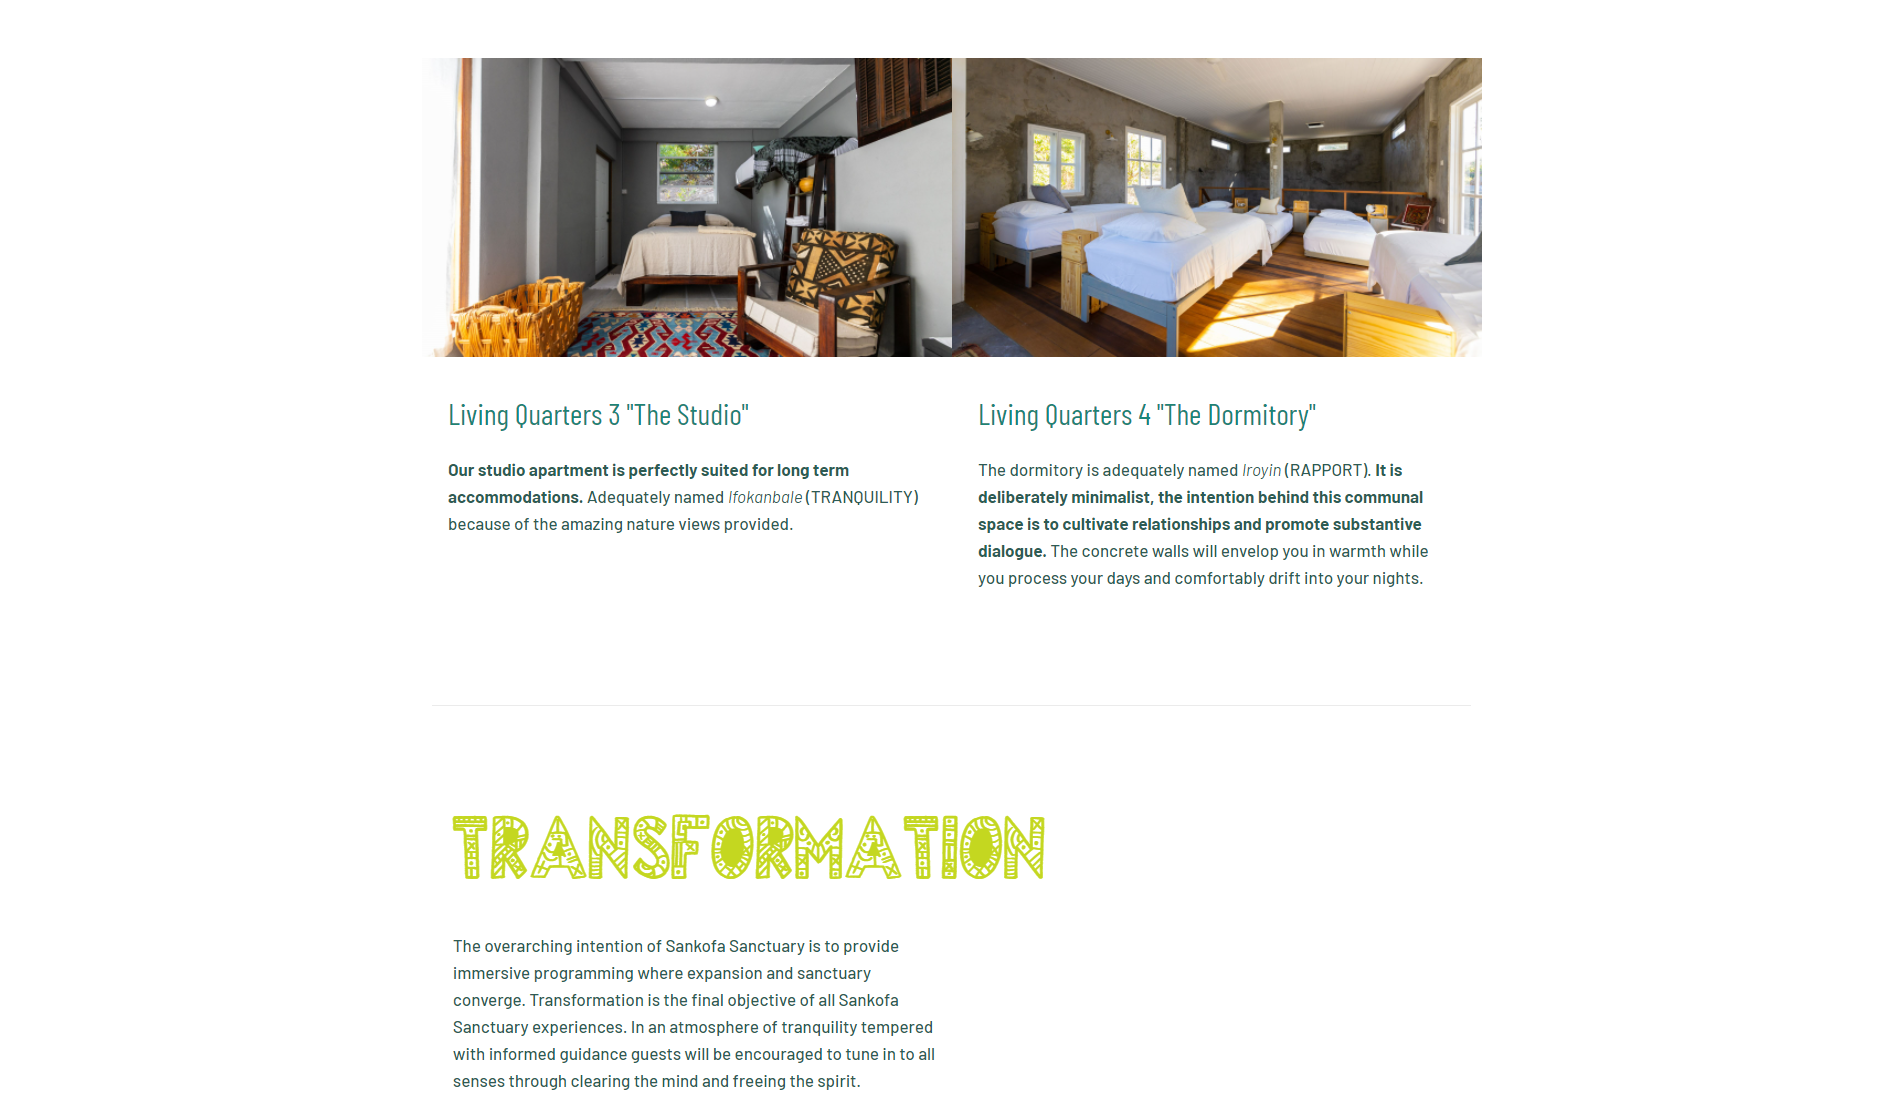 Living Quarters 3 "The Studio"
Our studio apartment is perfectly suited for long term
accommodations. Adequately named Ifokanbale (TRANQUILITY)
because of the amazing nature views provided.
Living Quarters 4 "The Dormitory"
The dormitory is adequately named Iroyin (RAPPORT). It is
deliberately minimalist, the intention behind this communal
space is to cultivate relationships and promote substantive
dialogue. The concrete walls will envelop you in warmth while
you process your days and comfortably drift into your nights.
TRANSFORMATION
The overarching intention of Sankofa Sanctuary is to provide
immersive programming where expansion and sanctuary
converge. Transformation is the final objective of all Sankofa
Sanctuary experiences. In an atmosphere of tranquility tempered
with informed guidance guests will be encouraged to tune in to all
senses through clearing the mind and freeing the spirit.